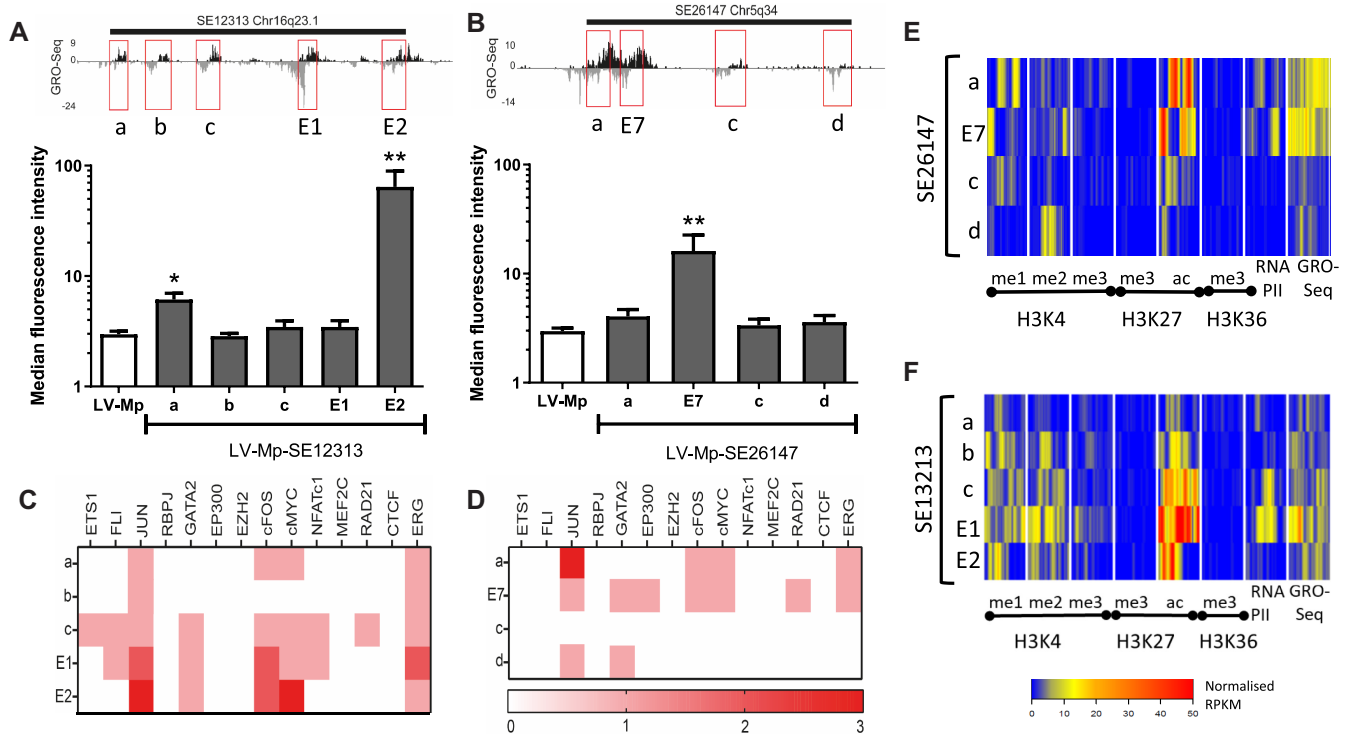 A
SE12313 Chr16q23.1
GRO-Seq
9
0
-24
a b c E1 E2
Median fluorescence intensity
100
10
1
*
**
LV-Mp a b c E1 E2
LV-Mp-SE12313
B
SE26147 Chr5q34
GRO-Seq
10
0
-14
a E7 c d
Median fluorescence intensity
100
10
1
**
LV-Mp a E7 c d
LV-Mp-SE26147
C
ETS1 FLI JUN RBPJ GATA2 EP300 EZH2 cFOS cMYC NFATc1 MEF2C RAD21 CTCF ERG
a
b
c
E1
E2
D
ETS1 FLI JUN RBPJ GATA2 EP300 EZH2 cFOS cMYC NFATc1 MEF2C RAD21 CTCF ERG
a
E7
c
d
0 1 2 3
E
SE26147
a
E7
c
d
me1 me2 me3 me3 ac me3 RNA PII GRO-Seq
H3K4 H3K27 H3K36
F
SE13213
a
b
c
E1
E2
me1 me2 me3 me3 ac me3 RNA PII GRO-Seq
H3K4 H3K27 H3K36
0 10 20 30 40 50
Normalised
RPKM